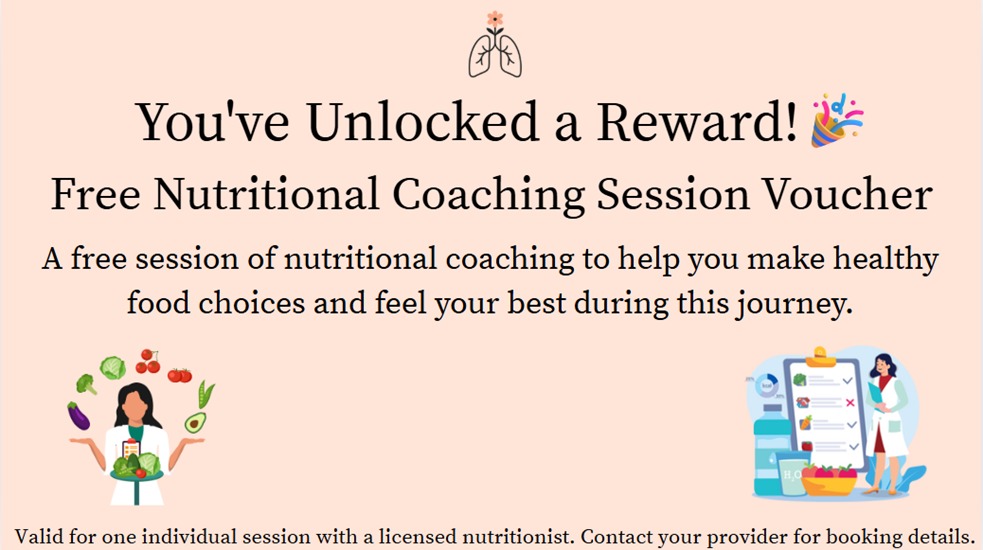 You've Unlocked a Reward!
Free Nutritional Coaching Session Voucher
A free session of nutritional coaching to help you make healthy
food choices and feel your best during this journey.
H₂O
Valid for one individual session with a licensed nutritionist. Contact your provider for booking details.